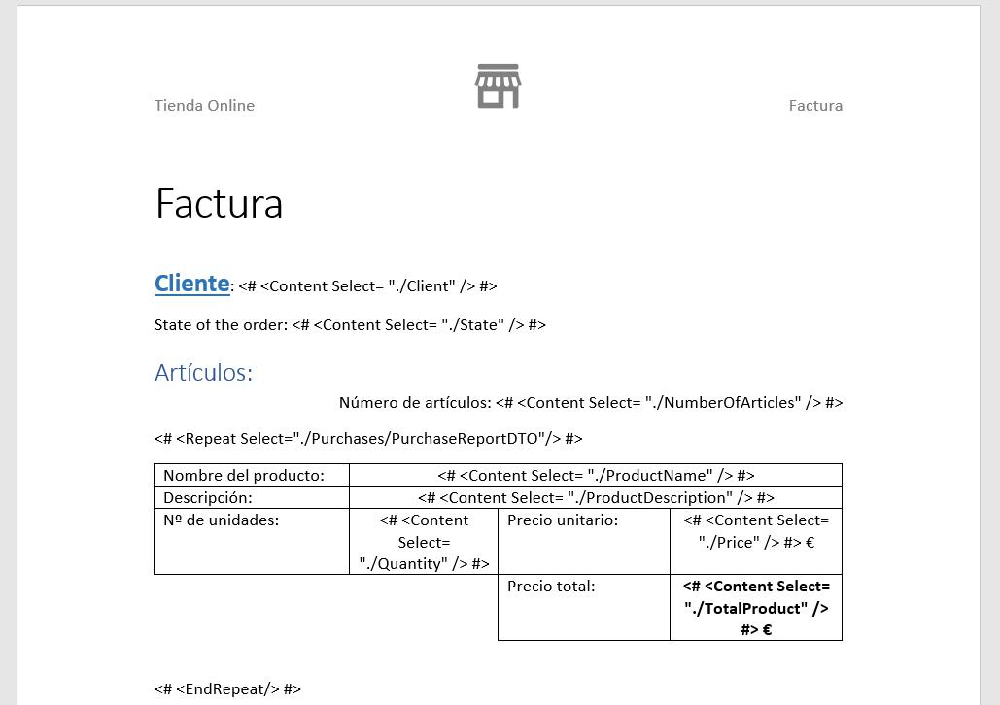 Tienda Online
Factura
Factura
Cliente: <# <Content Select= "./Client" /> #>
State of the order: <# <Content Select= "./State" /> #>
Artículos:
Número de artículos: <# <Content Select= "./NumberOfArticles" /> #>
<# <Repeat Select="./Purchases/PurchaseReportDTO"/> #>
Nombre del producto: <# <Content Select= "./ProductName" /> #>
Descripción: <# <Content Select= "./ProductDescription" /> #>
Nº de unidades:
<# <Content
Select=
"./Quantity" /> #>
Precio unitario:
<# <Content Select=
"./Price" /> #> €
Precio total:
<# <Content Select=
"./TotalProduct" />
#> €
<# <EndRepeat/> #>